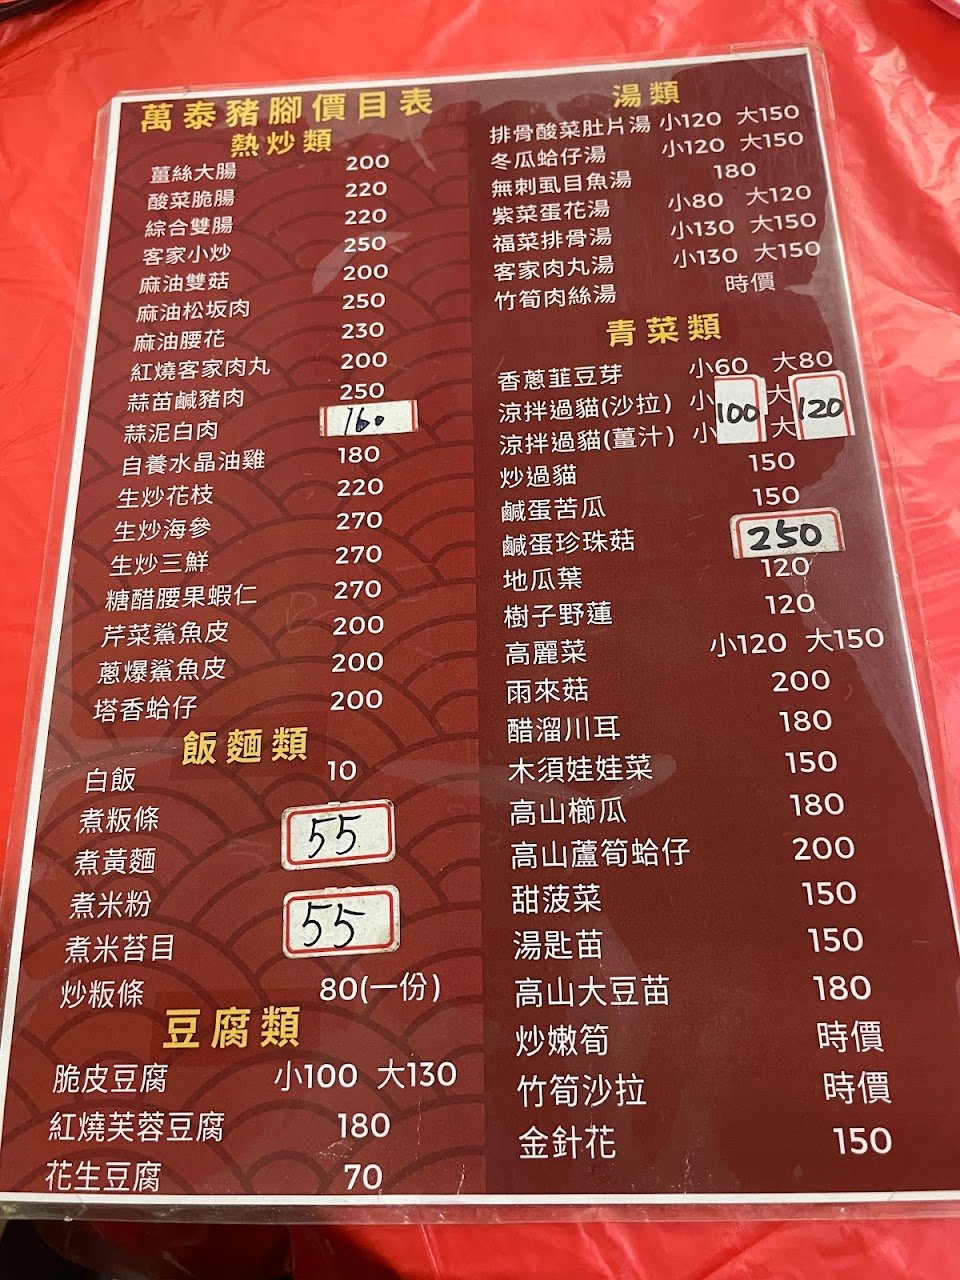 萬泰豬腳價目表
熱炒類
薑絲大腸 200
酸菜脆腸 220
綜合雙腸 220
客家小炒 250
麻油雙菇 200
麻油松坂肉 250
麻油腰花 230
紅燒客家肉丸 200
蒜苗鹹豬肉 250
蒜泥白肉 160
自養水晶油雞 180
生炒花枝 220
生炒海參 270
生炒三鮮 270
糖醋腰果蝦仁 270
芹菜鯊魚皮 200
蔥爆鯊魚皮 200
塔香蛤仔 200
飯麵類
白飯 10
煮粄條
煮黃麵 55
煮米粉
煮米苔目 55
炒粄條 80(一份)
豆腐類
脆皮豆腐 小100 大130
紅燒芙蓉豆腐 180
花生豆腐 70
湯類
排骨酸菜肚片湯 小120 大150
冬瓜蛤仔湯 小120 大150
無刺虱目魚湯 180
紫菜蛋花湯 小80 大120
福菜排骨湯 小130 大150
客家肉丸湯 小130 大150
竹筍肉絲湯 時價
青菜類
香蔥韮豆芽 小60 大80
涼拌過貓(沙拉) 小100 大120
涼拌過貓(薑汁) 小 大
炒過貓 150
鹹蛋苦瓜 150
鹹蛋珍珠菇 250
地瓜葉 120
樹子野蓮 120
高麗菜 小120 大150
雨來菇 200
醋溜川耳 180
木須娃娃菜 150
高山櫛瓜 180
高山蘆筍蛤仔 200
甜菠菜 150
湯匙苗 150
高山大豆苗 180
炒嫩筍 時價
竹筍沙拉 時價
金針花 150